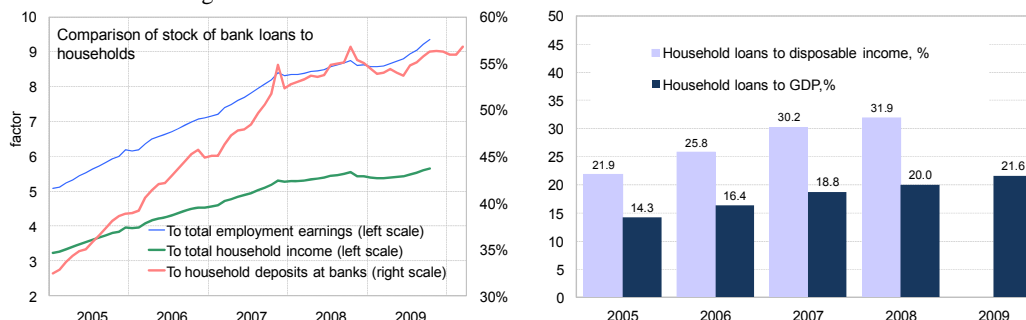 Comparison of stock of bank loans to
households
factor
10
9
8
7
6
5
4
3
2
60%
55%
50%
45%
40%
35%
30%
To total employment earnings (left scale)
To total household income (left scale)
To household deposits at banks (right scale)
2005 2006 2007 2008 2009
50
45
40
35
30
25
20
15
10
5
0
Household loans to disposable income, %
Household loans to GDP,%
21.9 14.3 25.8 16.4 30.2 18.8 31.9 20.0 21.6
2005 2006 2007 2008 2009